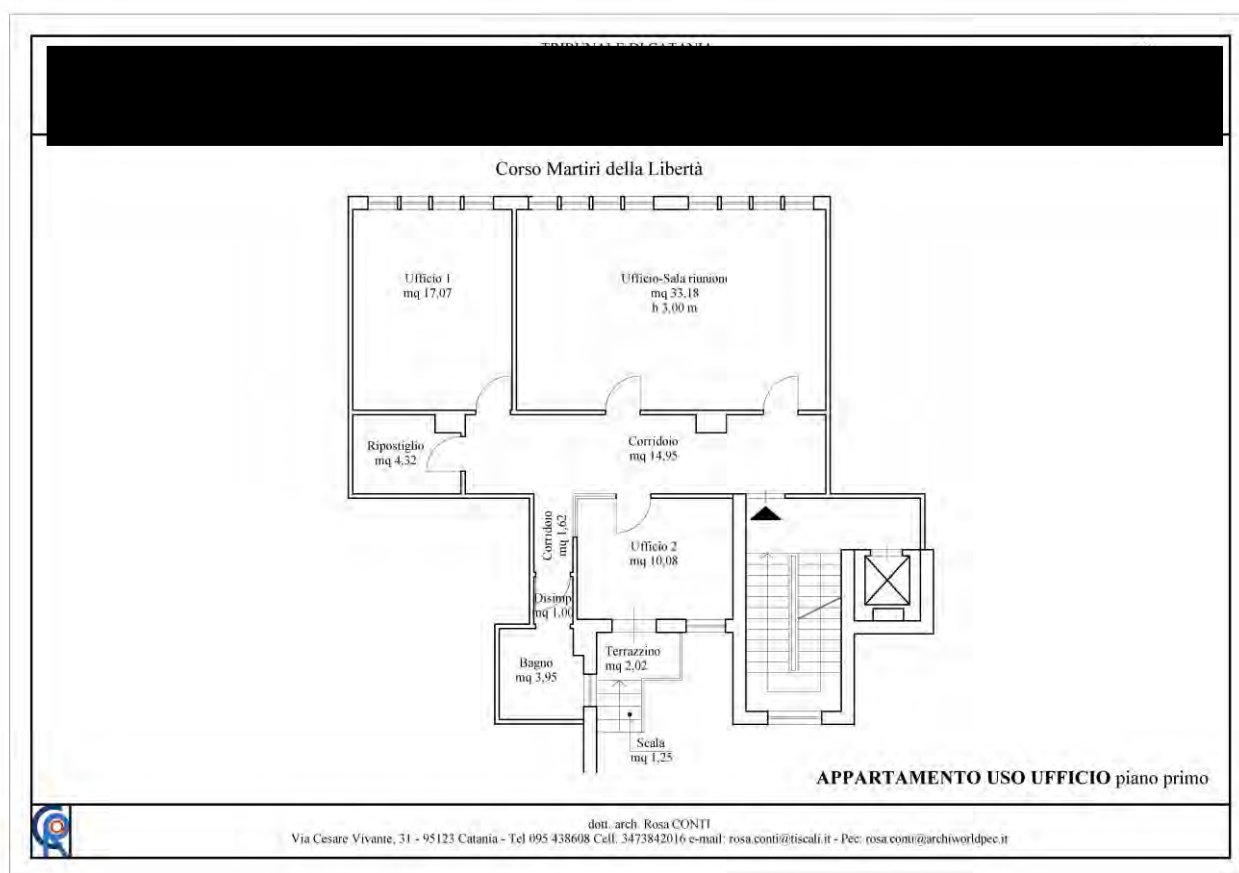 TRIBUNALE DI CATANIA
Corso Martiri della Libertà
Ufficio 1
mq 17,07
Ufficio-Sala riunioni
mq 33,18
h 3,00 m
Ripostiglio
mq 4,32
Corridoio
mq 14,95
Corridoio
mq 1,62
Ufficio 2
mq 10,08
Disimp.
mq 1,00
Bagno
mq 3,95
Terrazzino
mq 2,02
Scala
mq 1,25
APPARTAMENTO USO UFFICIO piano primo
dott. arch. Rosa CONTI
Via Cesare Vivante, 31 - 95123 Catania - Tel 095 438608 Cell. 3473842016 e-mail: rosa.conti@tiscali.it - Pec: rosa.conti@archiworldpec.it